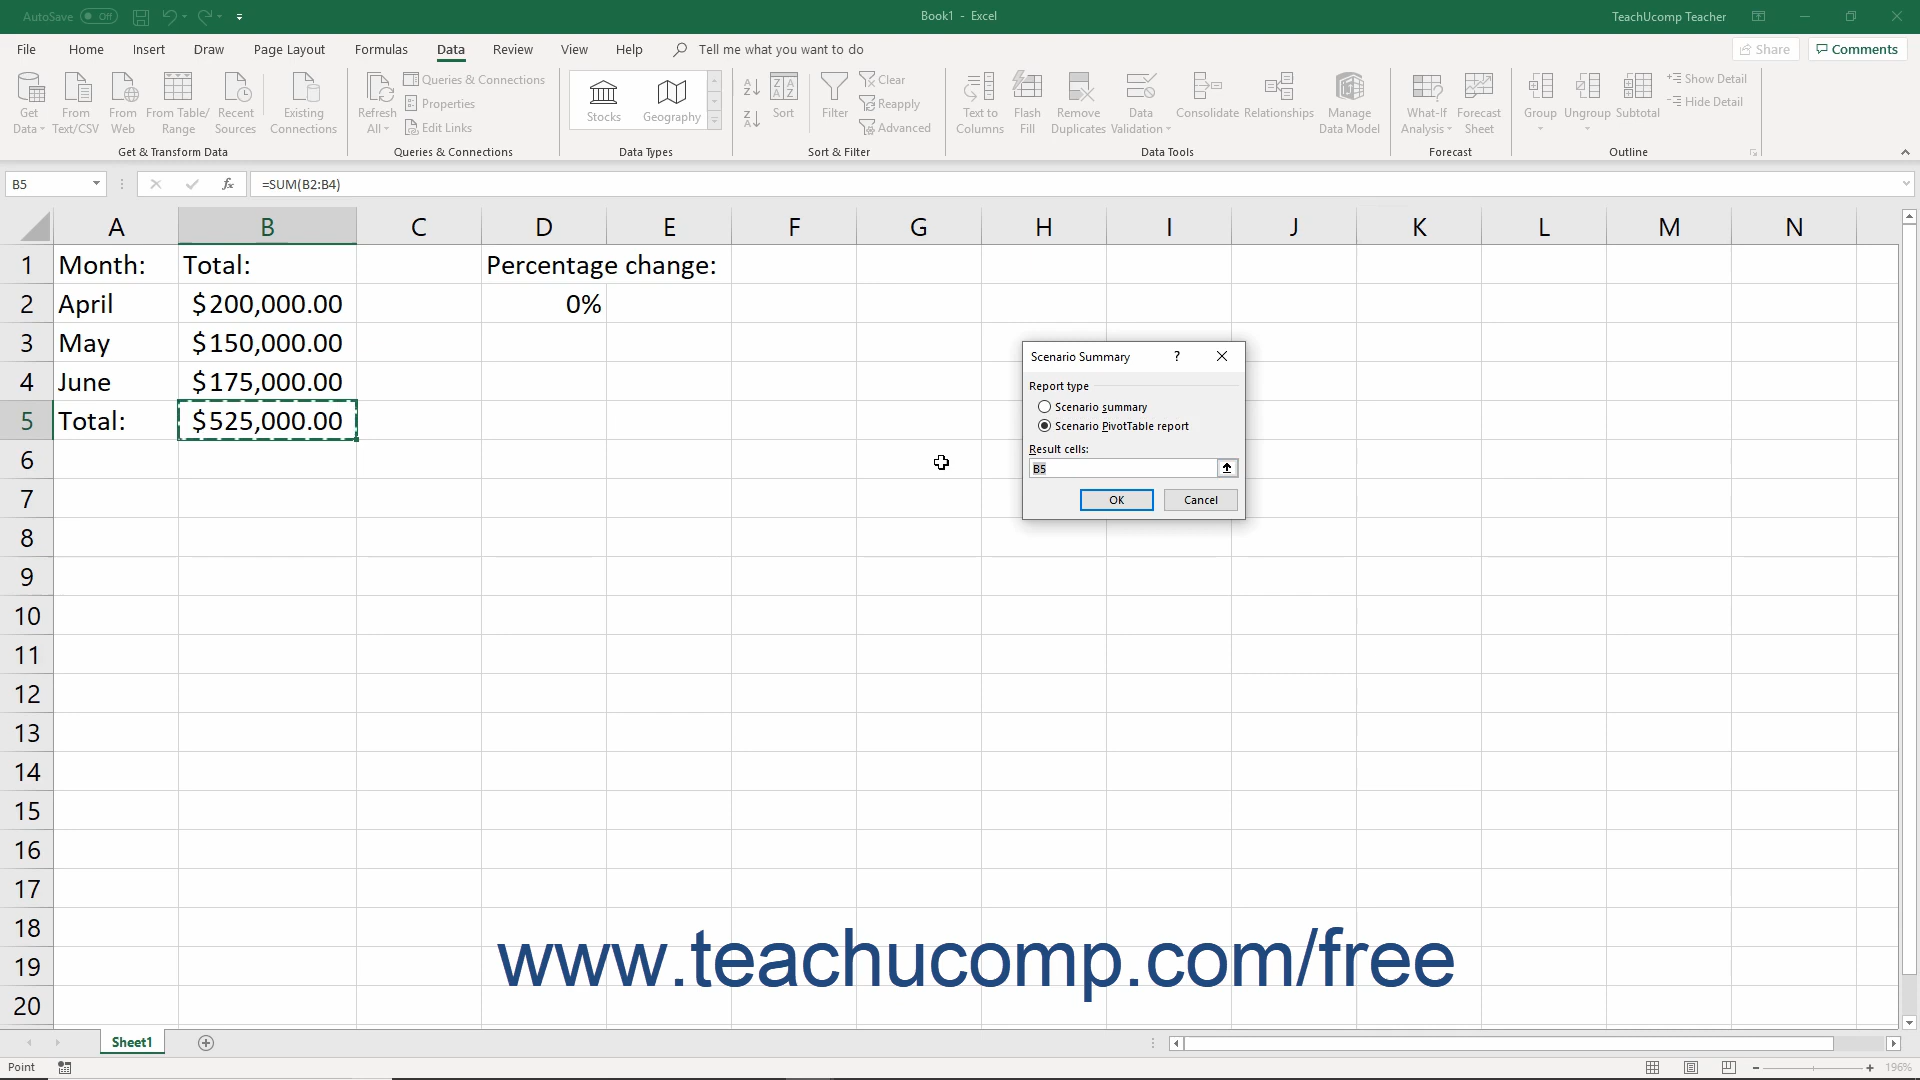 AutoSave Off Book1 - Excel TeachUcomp Teacher
File Home Insert Draw Page Layout Formulas Data Review View Help Tell me what you want to do Share Comments
Get Data From Text/CSV From Web From Table/Range Recent Sources Existing Connections
Get & Transform Data
Refresh All Queries & Connections Properties Edit Links
Queries & Connections
Stocks Geography
Data Types
Sort Filter Clear Reapply Advanced
Sort & Filter
Text to Columns Flash Fill Remove Duplicates Data Validation Consolidate Relationships Manage Data Model
Data Tools
What-If Analysis Forecast Sheet
Forecast
Group Ungroup Subtotal Show Detail Hide Detail
Outline
B5 fx =SUM(B2:B4)
A B C D E F G H I J K L M N
1 Month: Total: Percentage change:
2 April $200,000.00 0%
3 May $150,000.00
4 June $175,000.00
5 Total: $525,000.00
6
7
8
9
10
11
12
13
14
15
16
17
18
19
20
Scenario Summary ?
Report type
Scenario summary
Scenario PivotTable report
Result cells:
B5
OK Cancel
www.teachucomp.com/free
Sheet1
Point 196%